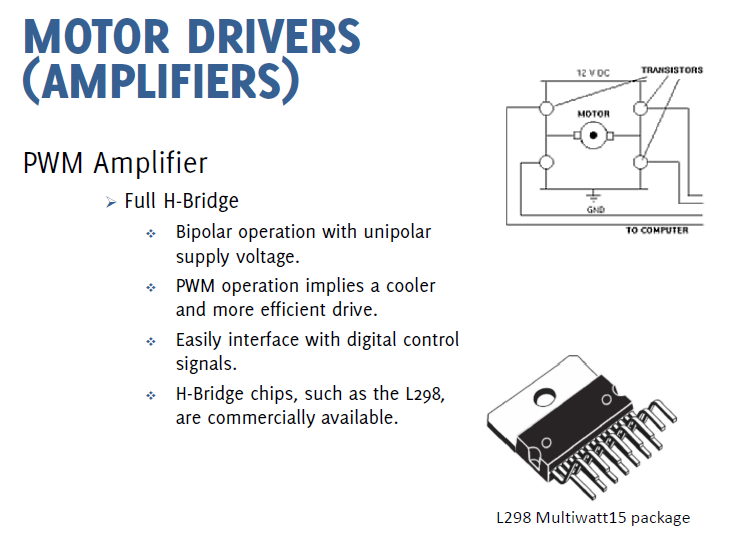 MOTOR DRIVERS
(AMPLIFIERS)
PWM Amplifier
➢ Full H-Bridge
❖ Bipolar operation with unipolar
supply voltage.
❖ PWM operation implies a cooler
and more efficient drive.
❖ Easily interface with digital control
signals.
❖ H-Bridge chips, such as the L298,
are commercially available.
12 V DC
TRANSISTORS
MOTOR
GND
TO COMPUTER
L298 Multiwatt15 package